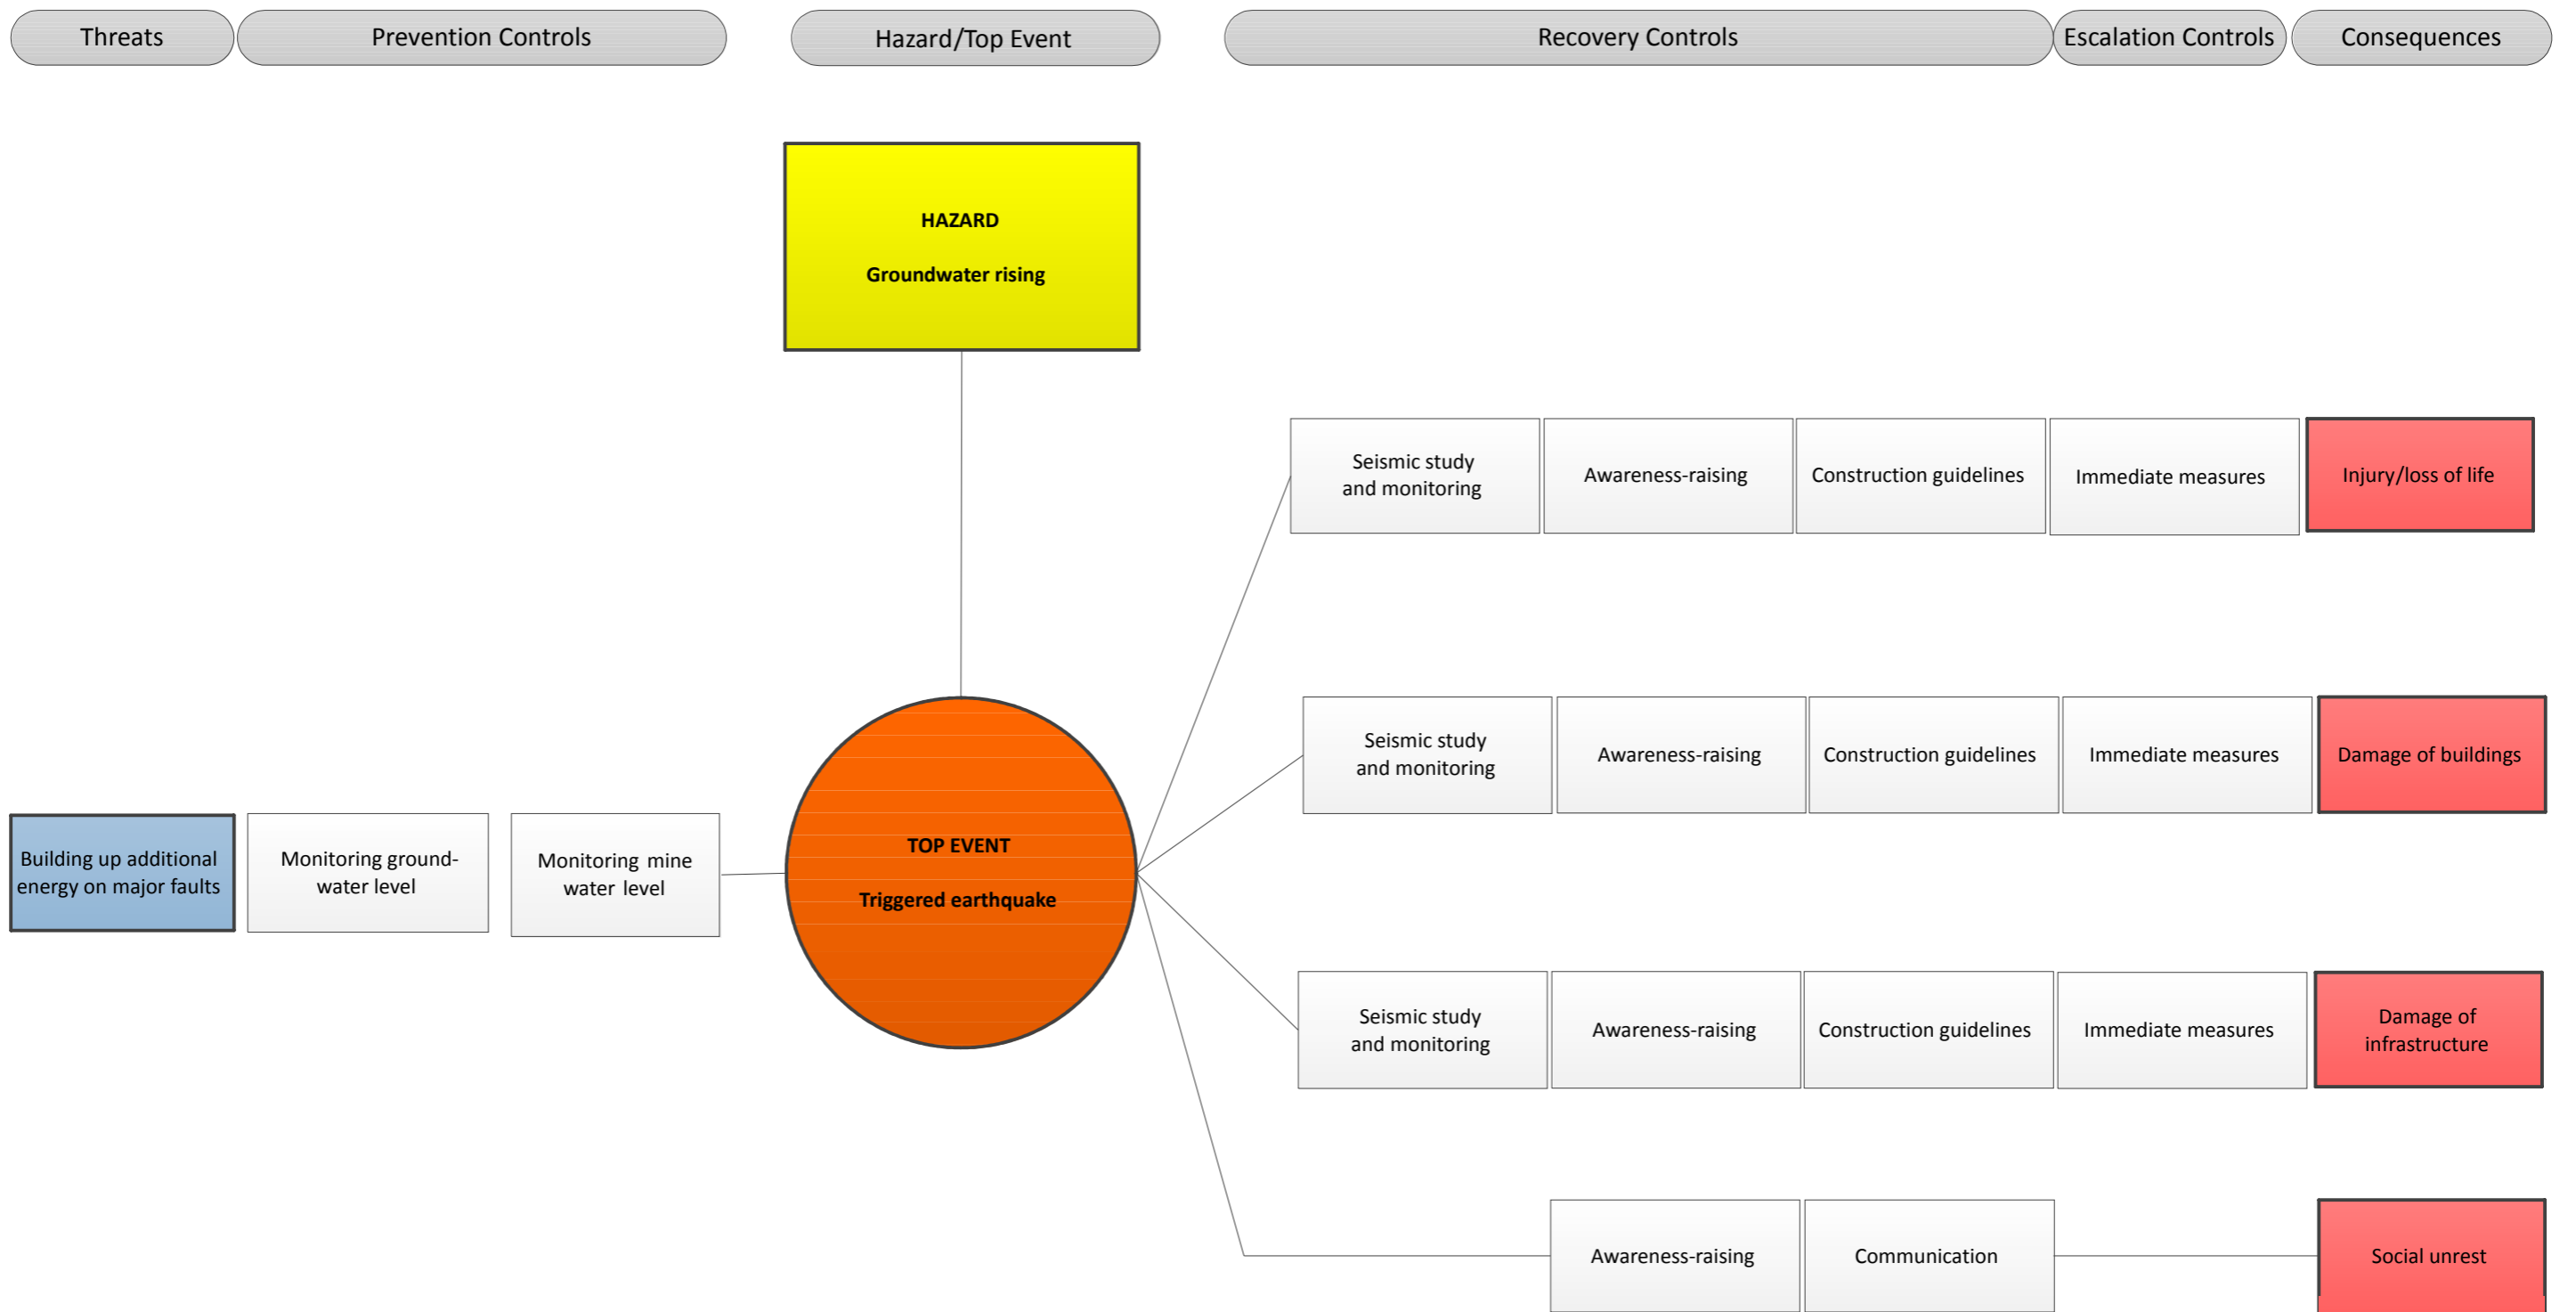 Threats
Prevention Controls
Hazard/Top Event
Recovery Controls
Escalation Controls
Consequences
HAZARD
Groundwater rising
Seismic study
and monitoring
Awareness-raising
Construction guidelines
Immediate measures
Injury/loss of life
Seismic study
and monitoring
Awareness-raising
Construction guidelines
Immediate measures
Damage of buildings
Building up additional
energy on major faults
Monitoring ground-
water level
Monitoring mine
water level
TOP EVENT
Triggered earthquake
Seismic study
and monitoring
Awareness-raising
Construction guidelines
Immediate measures
Damage of
infrastructure
Awareness-raising
Communication
Social unrest